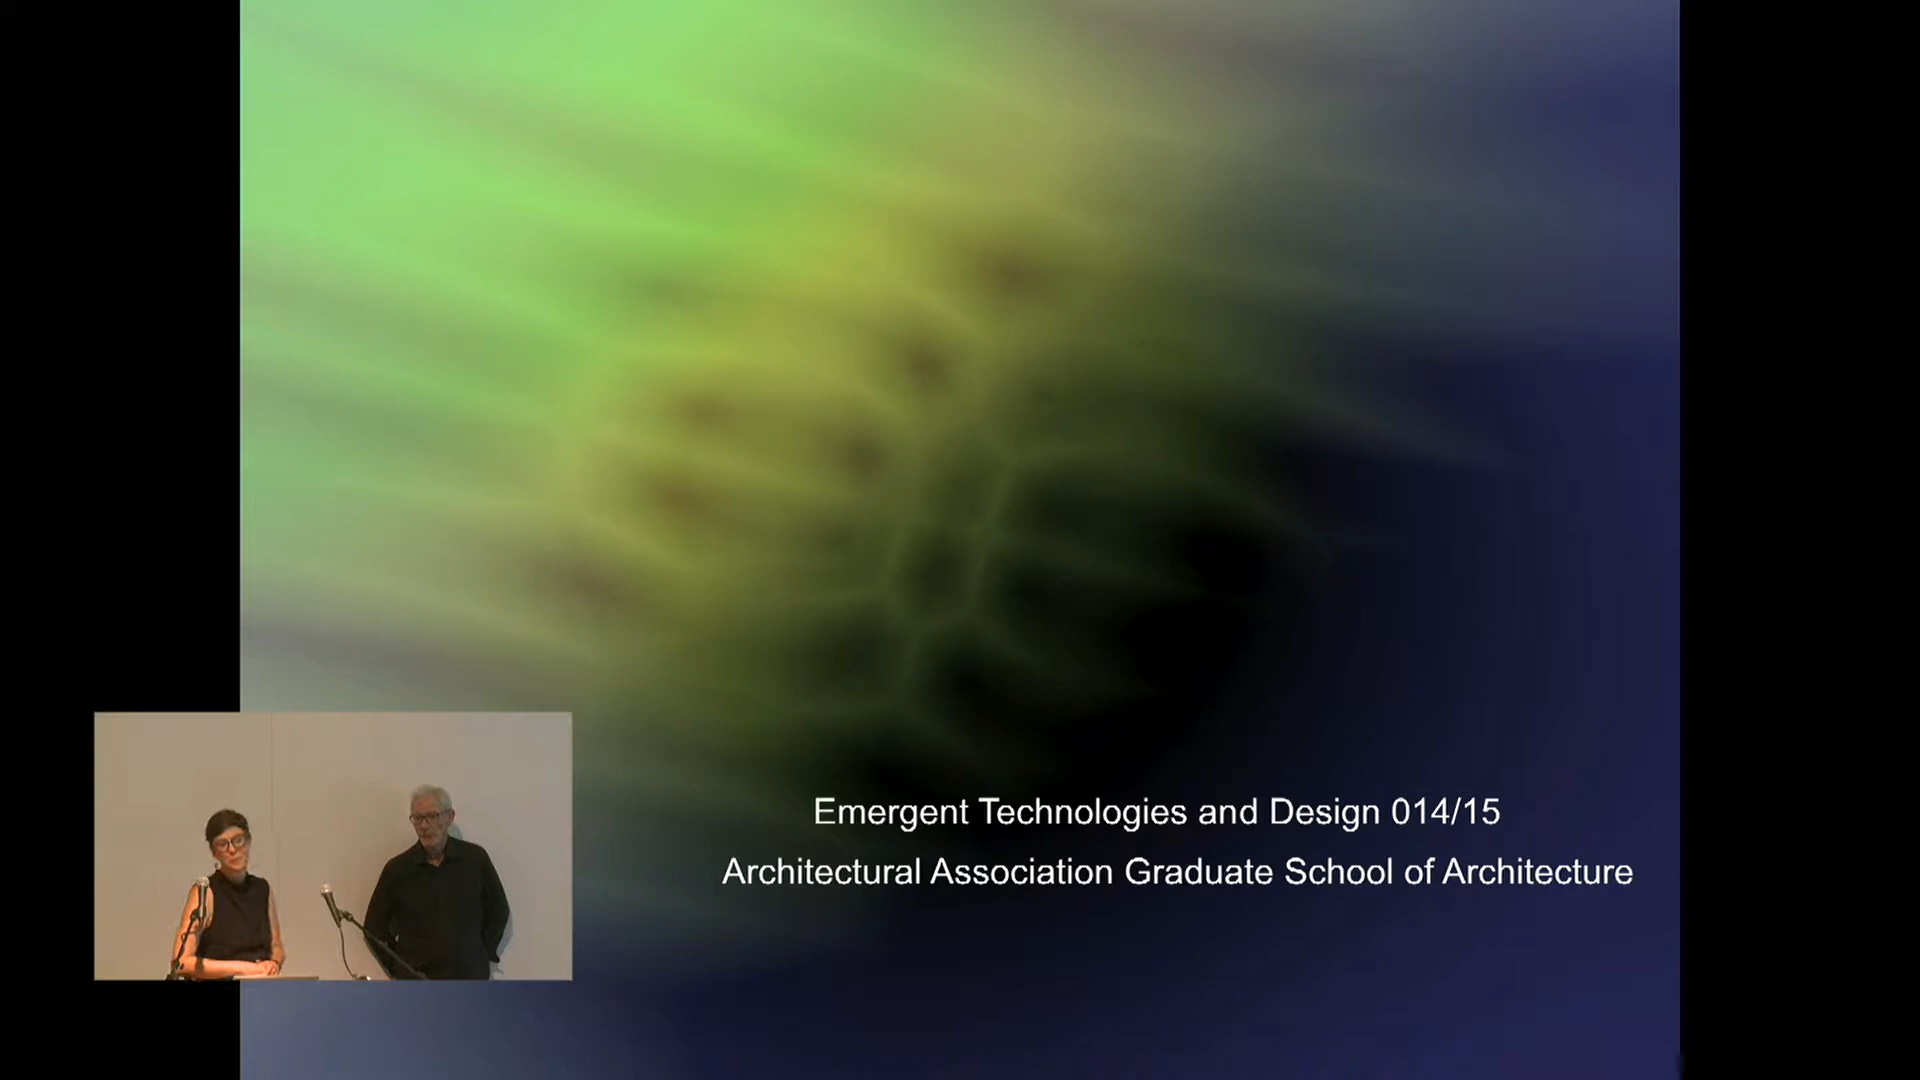 Emergent Technologies and Design 014/15
Architectural Association Graduate School of Architecture